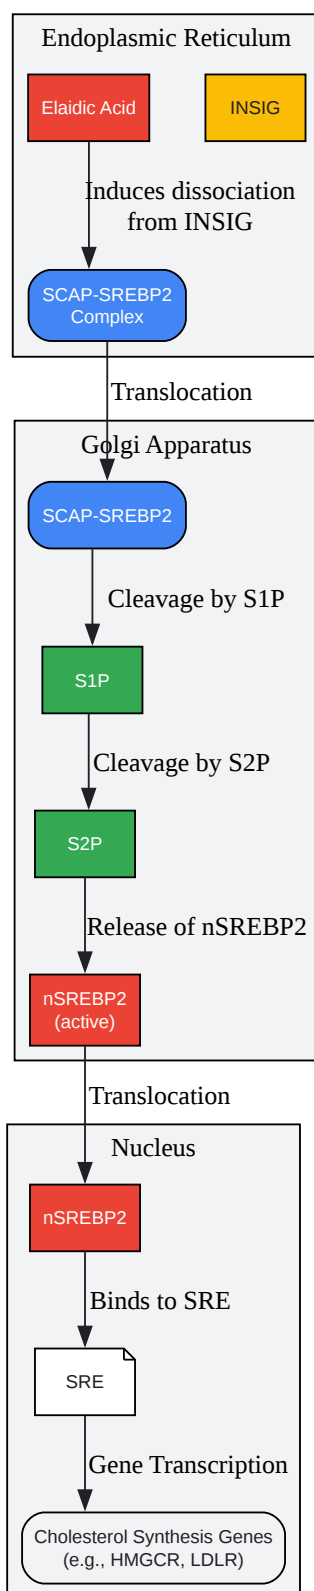 Endoplasmic Reticulum
Elaidic Acid
INSIG
Induces dissociation
from INSIG
SCAP-SREBP2
Complex
Translocation
Golgi Apparatus
SCAP-SREBP2
Cleavage by S1P
S1P
Cleavage by S2P
S2P
Release of nSREBP2
nSREBP2
(active)
Translocation
Nucleus
nSREBP2
Binds to SRE
SRE
Gene Transcription
Cholesterol Synthesis Genes
(e.g., HMGCR, LDLR)